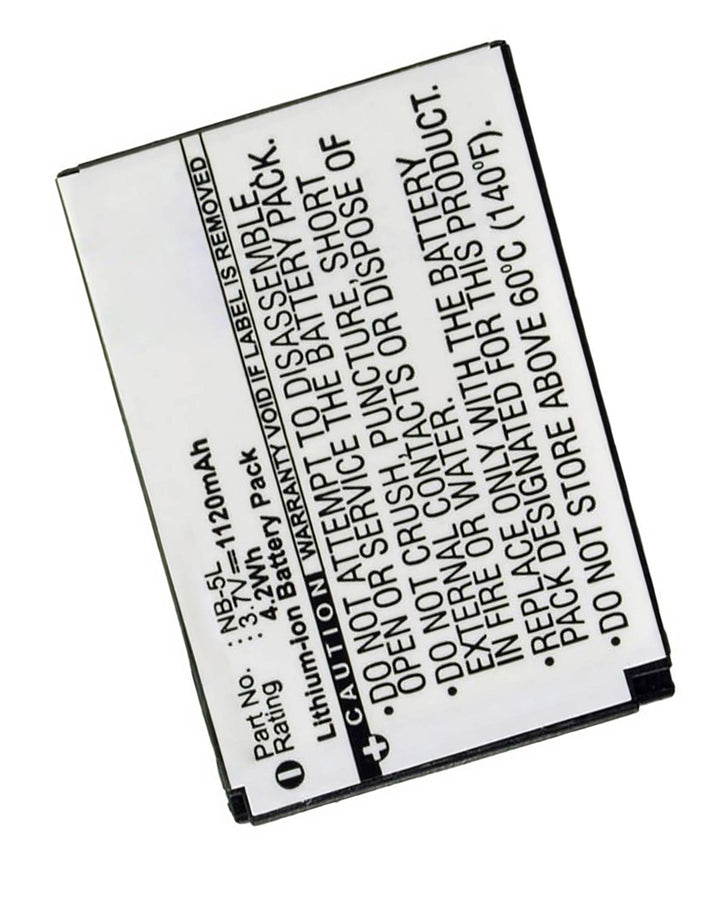 Part No. : NB-5L
Rating : 3.7V⎓1120mAh
4.2Wh
Lithium-Ion Battery Pack
CAUTION WARRANTY VOID IF LABEL IS REMOVED
•DO NOT ATTEMPT TO DISASSEMBLE,
OPEN OR SERVICE THE BATTERY PACK.
•DO NOT CRUSH, PUNCTURE, SHORT
EXTERNAL CONTACTS OR DISPOSE OF
IN FIRE OR WATER.
•REPLACE ONLY WITH THE BATTERY
PACK DESIGNATED FOR THIS PRODUCT.
•DO NOT STORE ABOVE 60°C (140°F).